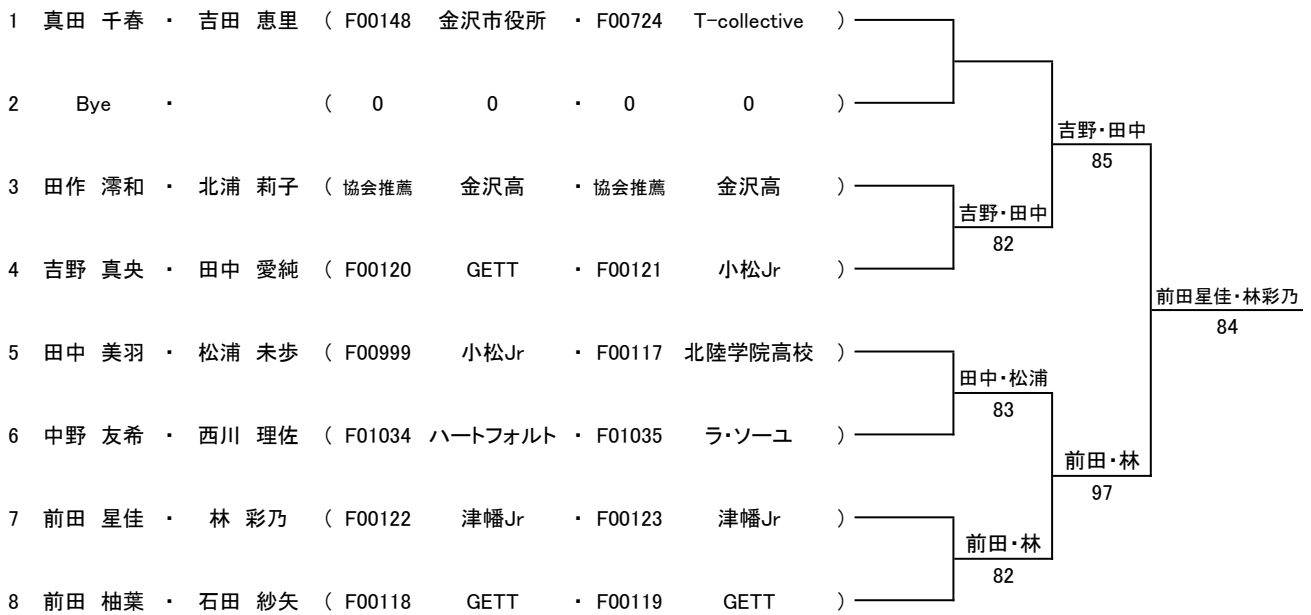 1 真田 千春 ・ 吉田 恵里 ( F00148 金沢市役所 ・ F00724 T-collective )
2 Bye ・ ( 0 0 ・ 0 0 )
吉野・田中
85
3 田作 澪和 ・ 北浦 莉子 ( 協会推薦 金沢高 ・ 協会推薦 金沢高 )
吉野・田中
82
4 吉野 真央 ・ 田中 愛純 ( F00120 GETT ・ F00121 小松Jr )
前田星佳・林彩乃
84
5 田中 美羽 ・ 松浦 未歩 ( F00999 小松Jr ・ F00117 北陸学院高校 )
田中・松浦
83
6 中野 友希 ・ 西川 理佐 ( F01034 ハートフォルト ・ F01035 ラ・ソーユ )
前田・林
97
7 前田 星佳 ・ 林 彩乃 ( F00122 津幡Jr ・ F00123 津幡Jr )
前田・林
82
8 前田 柚葉 ・ 石田 紗矢 ( F00118 GETT ・ F00119 GETT )